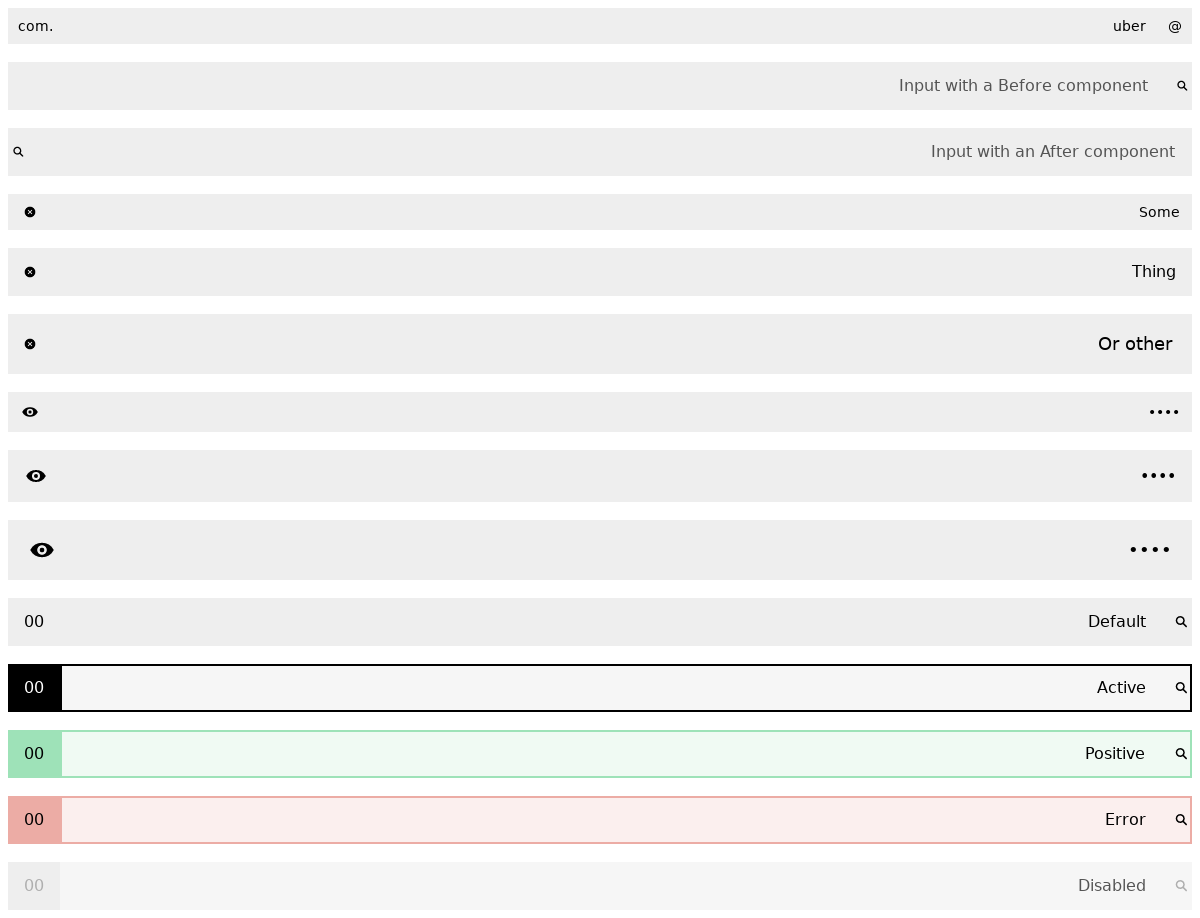 com. uber @
Input with a Before component
Input with an After component
Some
Thing
Or other
••••
••••
••••
00 Default
00 Active
00 Positive
00 Error
00 Disabled